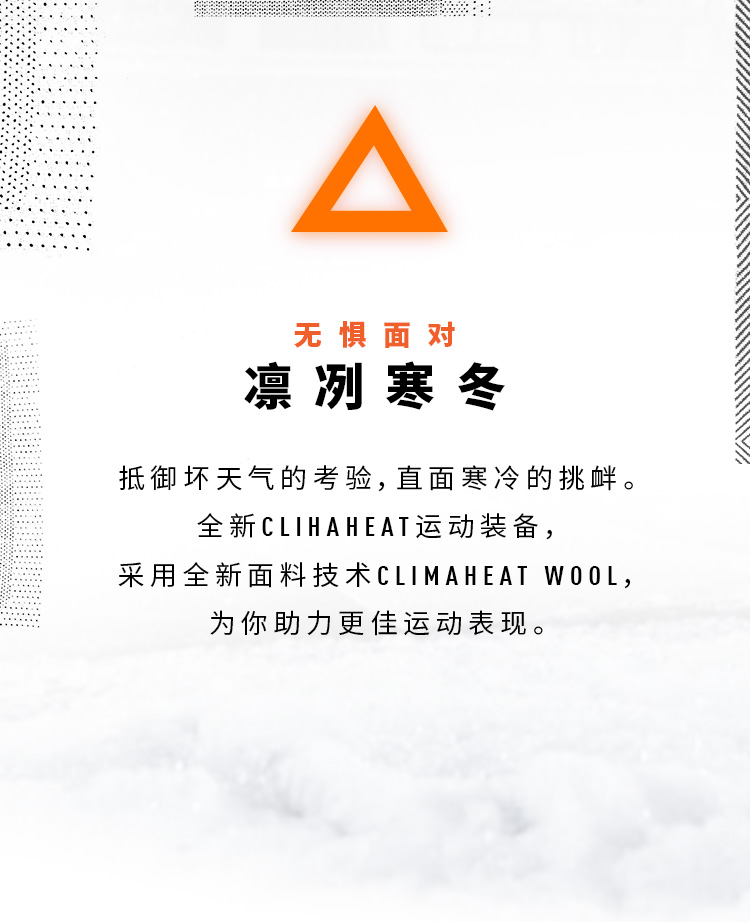 无惧面对
凛冽寒冬
抵御坏天气的考验,直面寒冷的挑衅。
全新CLIHAHEAT运动装备,
采用全新面料技术CLIMAHEAT WOOL,
为你助力更佳运动表现。